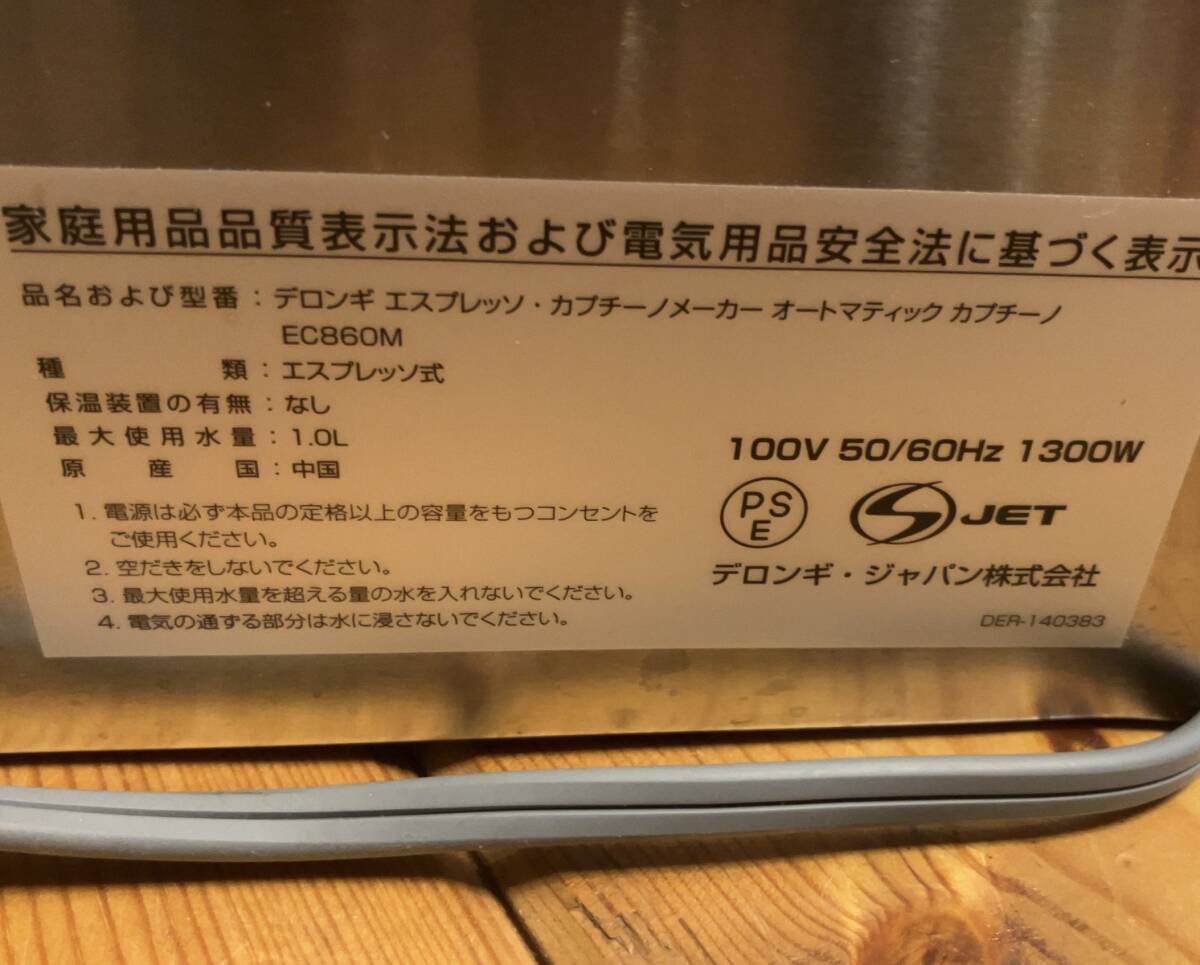 家庭用品品質表示法および電気用品安全法に基づく表示
品名および型番：デロンギ エスプレッソ・カプチーノメーカー オートマティック カプチーノ
EC860M
種類：エスプレッソ式
保温装置の有無：なし
最大使用水量：1.0L
原産国：中国
1. 電源は必ず本品の定格以上の容量をもつコンセントを
ご使用ください。
2. 空だきをしないでください。
3. 最大使用水量を超える量の水を入れないでください。
4. 電気の通ずる部分は水に浸さないでください。
100V 50/60Hz 1300W
PS
E
JET
デロンギ・ジャパン株式会社
DER-140383